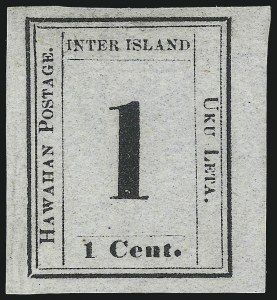 INTER ISLAND
HAWAIIAN POSTAGE.
1
UKU LETA.
1 Cent.